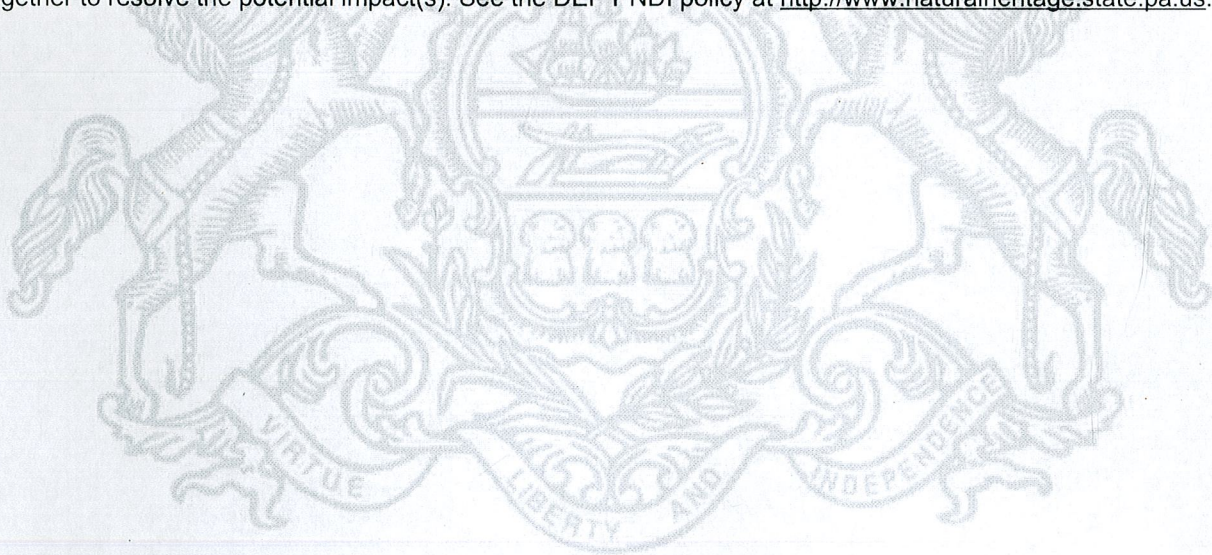 gether to resolve the potential impact(s). See the DEP PNDI policy at http://www.naturalheritage.state.pa.us.
VIRTUE
LIBERTY AND
INDEPENDENCE